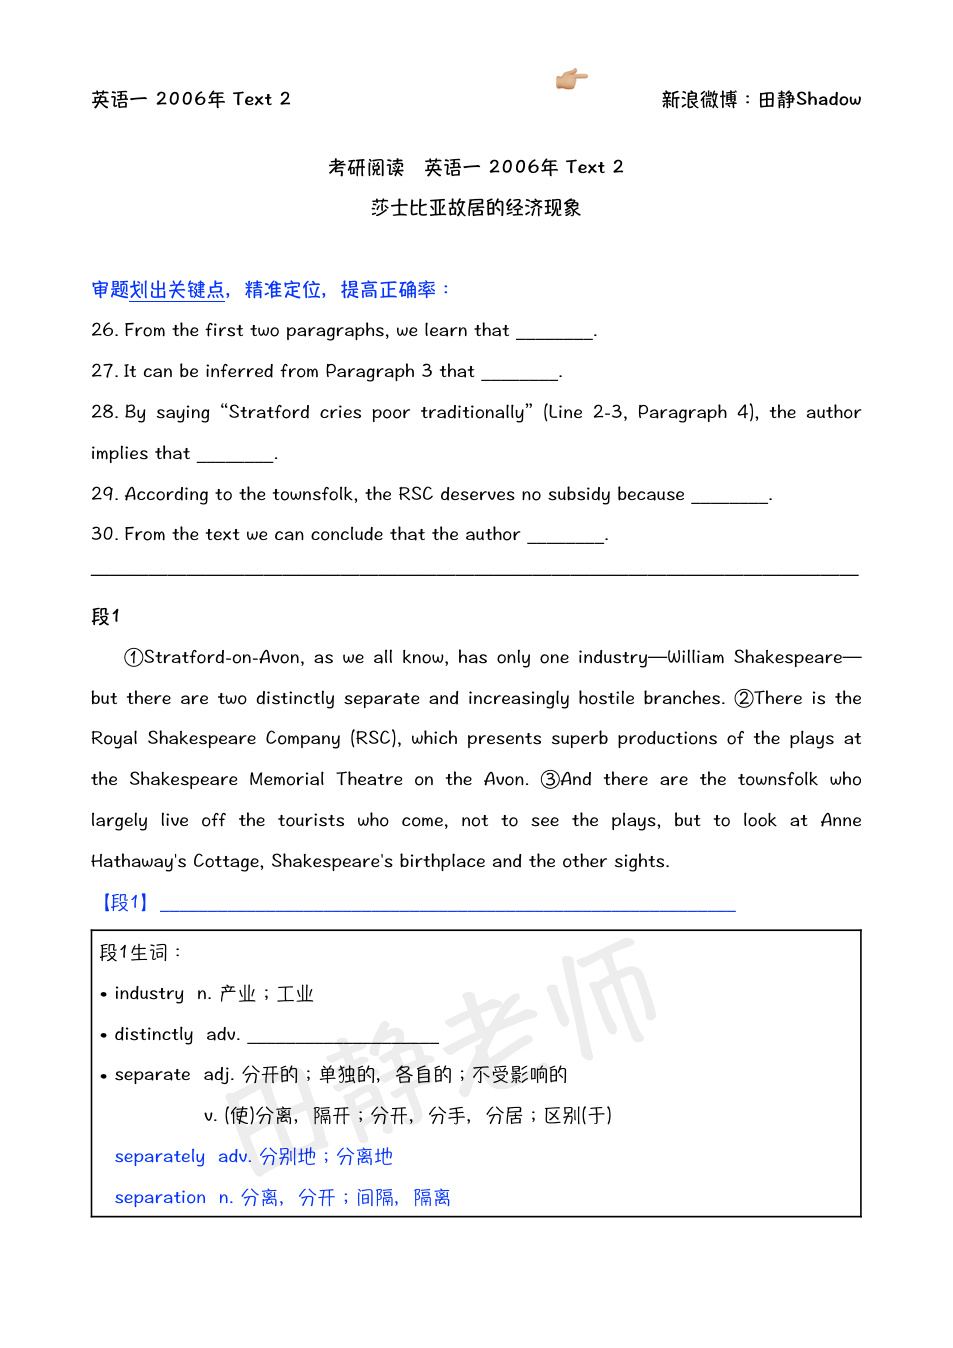 英语一 2006年 Text 2 新浪微博：田静Shadow
考研阅读 英语一 2006年 Text 2
莎士比亚故居的经济现象
审题划出关键点，精准定位，提高正确率：
26. From the first two paragraphs, we learn that ________.
27. It can be inferred from Paragraph 3 that ________.
28. By saying “Stratford cries poor traditionally” (Line 2-3, Paragraph 4), the author
implies that ________.
29. According to the townsfolk, the RSC deserves no subsidy because ________.
30. From the text we can conclude that the author ________.
段1
①Stratford-on-Avon, as we all know, has only one industry—William Shakespeare—
but there are two distinctly separate and increasingly hostile branches. ②There is the
Royal Shakespeare Company (RSC), which presents superb productions of the plays at
the Shakespeare Memorial Theatre on the Avon. ③And there are the townsfolk who
largely live off the tourists who come, not to see the plays, but to look at Anne
Hathaway's Cottage, Shakespeare's birthplace and the other sights.
【段1】____________________________________________________________
段1生词：
• industry n. 产业；工业
• distinctly adv. ____________________
• separate adj. 分开的；单独的，各自的；不受影响的
v. (使)分离，隔开；分开，分手，分居；区别(于)
separately adv. 分别地；分离地
separation n. 分离，分开；间隔，隔离
田静老师